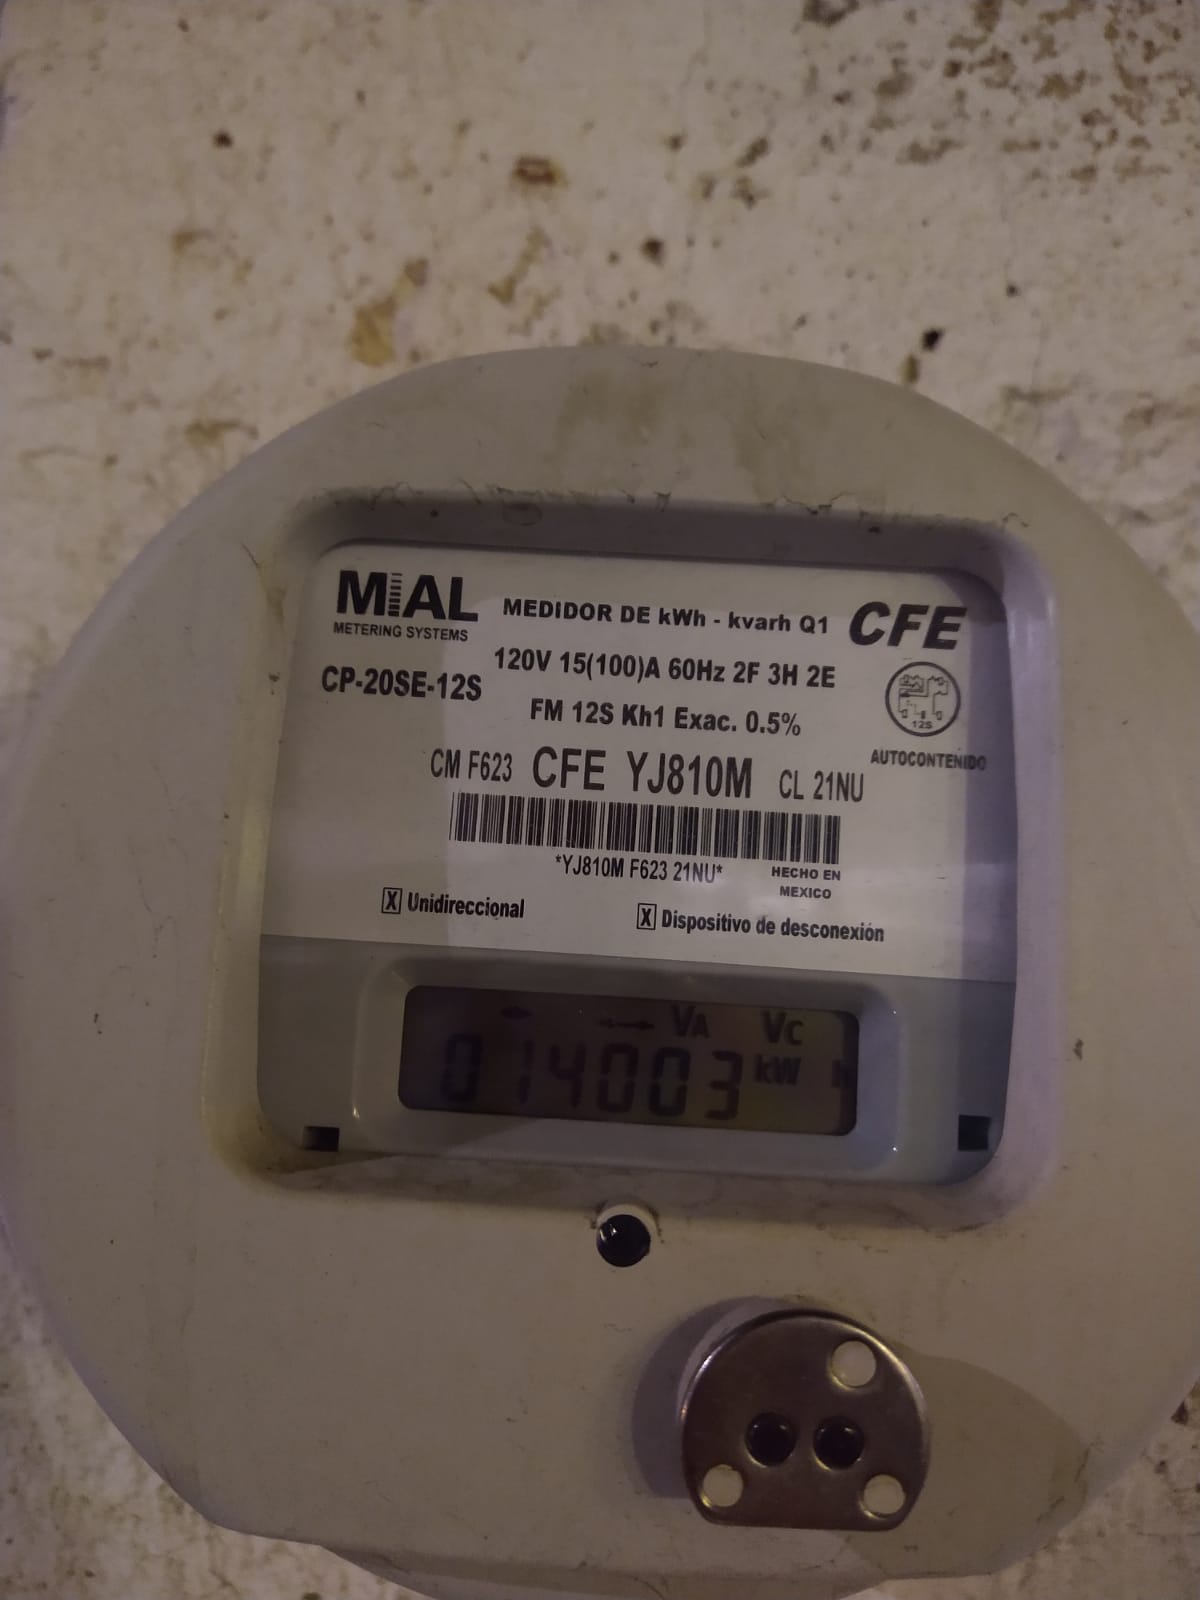 MIAL
METERING SYSTEMS
MEDIDOR DE kWh - kvarh Q1
CFE
CP-20SE-12S
120V 15(100)A 60Hz 2F 3H 2E
FM 12S Kh1 Exac. 0.5%
12S
AUTOCONTENIDO
CM F623 CFE YJ810M CL 21NU
*YJ810M F623 21NU*
HECHO EN
MEXICO
X Unidireccional
X Dispositivo de desconexión
VA VC
014003 kW h